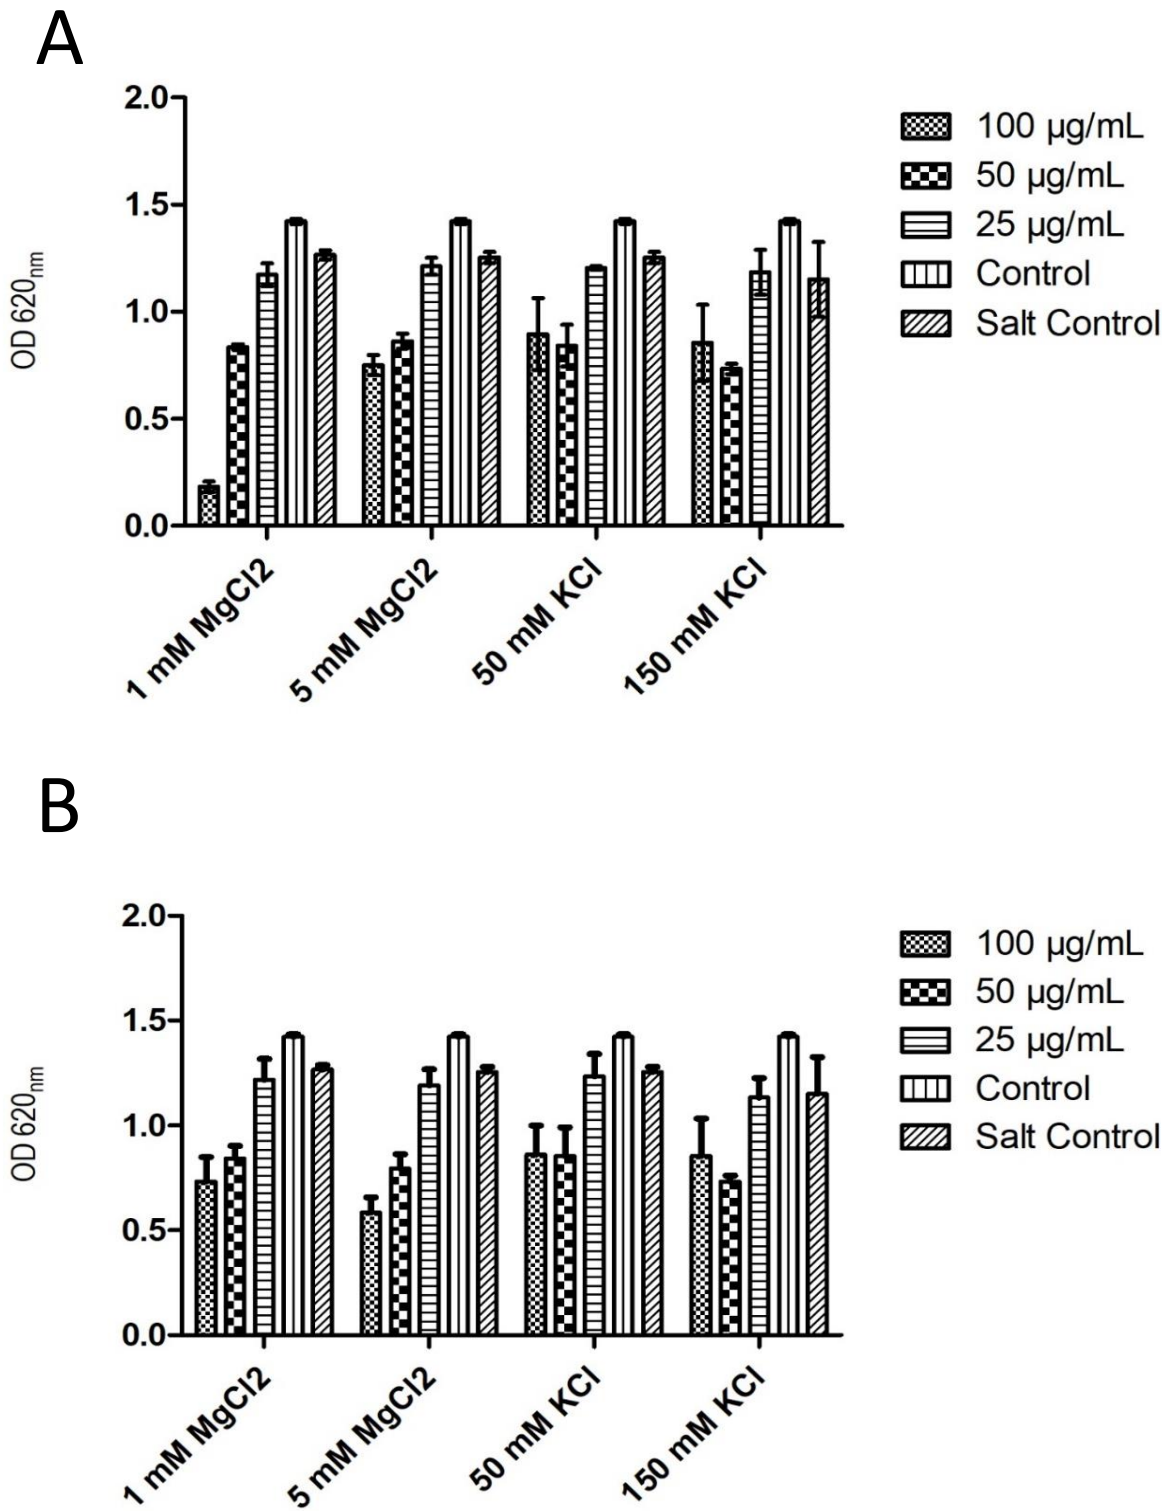 A
2.0
1.5
1.0
0.5
0.0
OD 620nm
1 mM MgCl2
5 mM MgCl2
50 mM KCl
150 mM KCl
100 µg/mL
50 µg/mL
25 µg/mL
Control
Salt Control
B
2.0
1.5
1.0
0.5
0.0
OD 620nm
1 mM MgCl2
5 mM MgCl2
50 mM KCl
150 mM KCl
100 µg/mL
50 µg/mL
25 µg/mL
Control
Salt Control